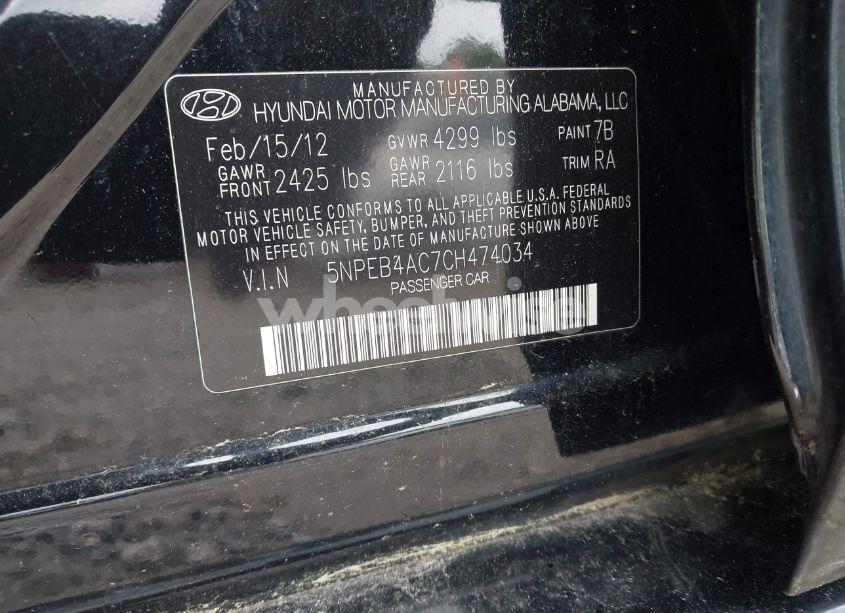 MANUFACTURED BY
HYUNDAI MOTOR MANUFACTURING ALABAMA, LLC
Feb/15/12 GVWR 4299 lbs PAINT 7B
GAWR FRONT 2425 lbs GAWR REAR 2116 lbs TRIM RA
THIS VEHICLE CONFORMS TO ALL APPLICABLE U.S.A. FEDERAL
MOTOR VEHICLE SAFETY, BUMPER, AND THEFT PREVENTION STANDARDS
IN EFFECT ON THE DATE OF MANUFACTURE SHOWN ABOVE
V.I.N 5NPEB4AC7CH474034
PASSENGER CAR
wheelwise